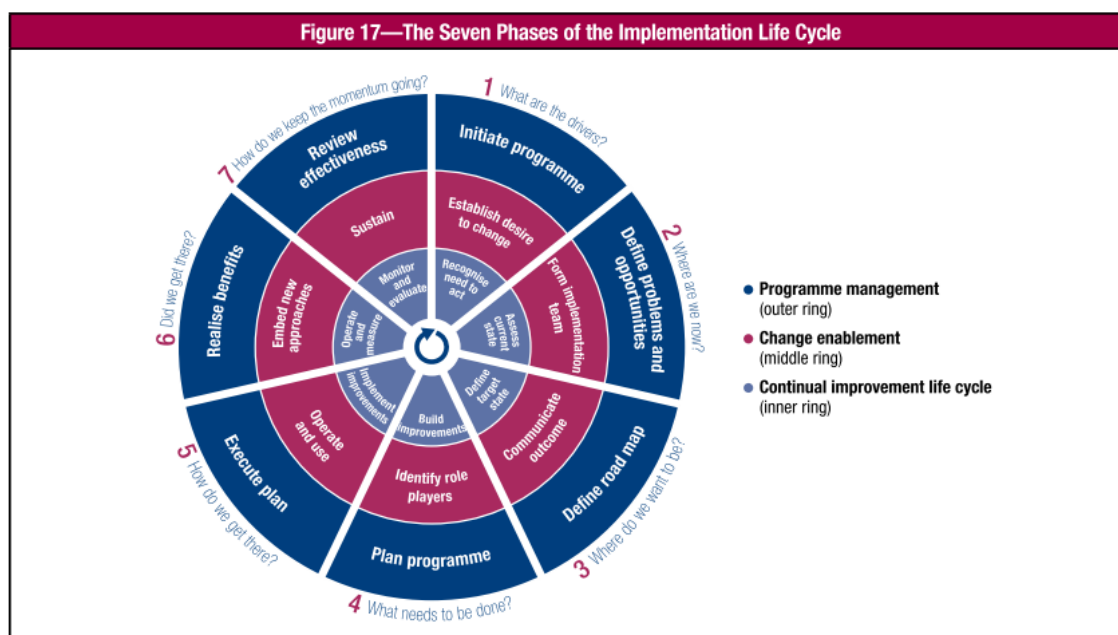 Figure 17—The Seven Phases of the Implementation Life Cycle
1 What are the drivers?
Initiate programme
Establish desire
to change
Recognise
need to
act
2 Where are we now?
Define problems and
opportunities
Form implementation
team
Assess
current
state
3 Where do we want to be?
Define road map
Communicate
outcome
Define
target
state
4 What needs to be done?
Plan programme
Identify role
players
Build
improvements
5 How do we get there?
Execute plan
Operate
and use
Implement
improvements
6 Did we get there?
Realise benefits
Embed new
approaches
Operate
and
measure
7 How do we keep the momentum going?
Review
effectiveness
Sustain
Monitor
and
evaluate
Programme management
(outer ring)
Change enablement
(middle ring)
Continual improvement life cycle
(inner ring)